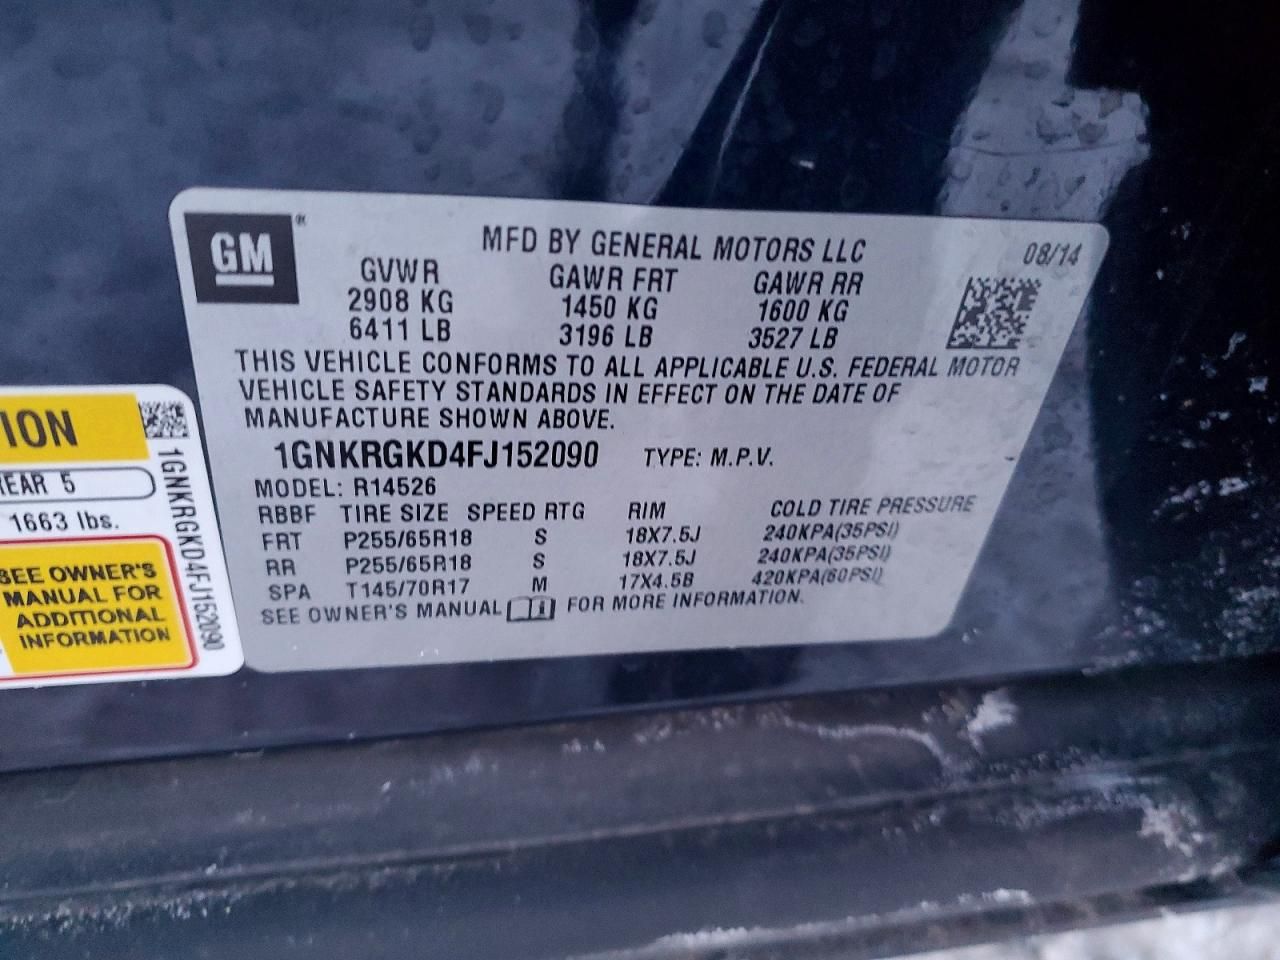 GM®
MFD BY GENERAL MOTORS LLC
08/14
GVWR GAWR FRT GAWR RR
2908 KG 1450 KG 1600 KG
6411 LB 3196 LB 3527 LB
THIS VEHICLE CONFORMS TO ALL APPLICABLE U.S. FEDERAL MOTOR
VEHICLE SAFETY STANDARDS IN EFFECT ON THE DATE OF
MANUFACTURE SHOWN ABOVE.
1GNKRGKD4FJ152090 TYPE: M.P.V.
MODEL: R14526
RBBF TIRE SIZE SPEED RTG RIM COLD TIRE PRESSURE
FRT P255/65R18 S 18X7.5J 240KPA(35PSI)
RR P255/65R18 S 18X7.5J 240KPA(35PSI)
SPA T145/70R17 M 17X4.5B 420KPA(60PSI)
SEE OWNER'S MANUAL FOR MORE INFORMATION.
ION
REAR 5
1663 lbs.
SEE OWNER'S
MANUAL FOR
ADDITIONAL
INFORMATION
1GNKRGKD4FJ152090